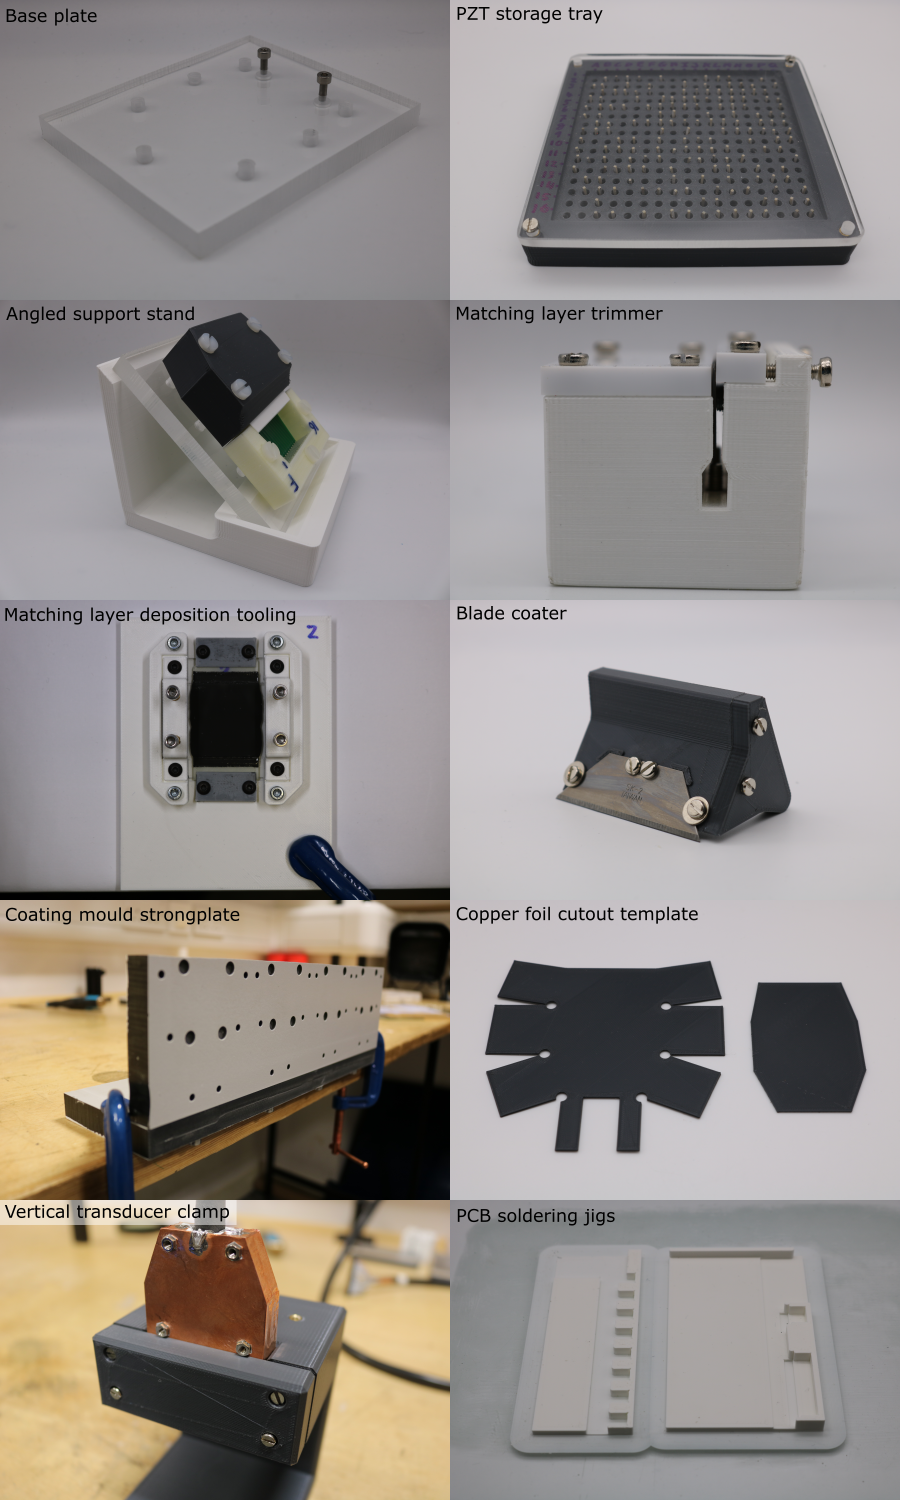 Base plate
PZT storage tray
Angled support stand
Matching layer trimmer
Matching layer deposition tooling
2
Blade coater
Coating mould strongplate
Copper foil cutout template
Vertical transducer clamp
PCB soldering jigs